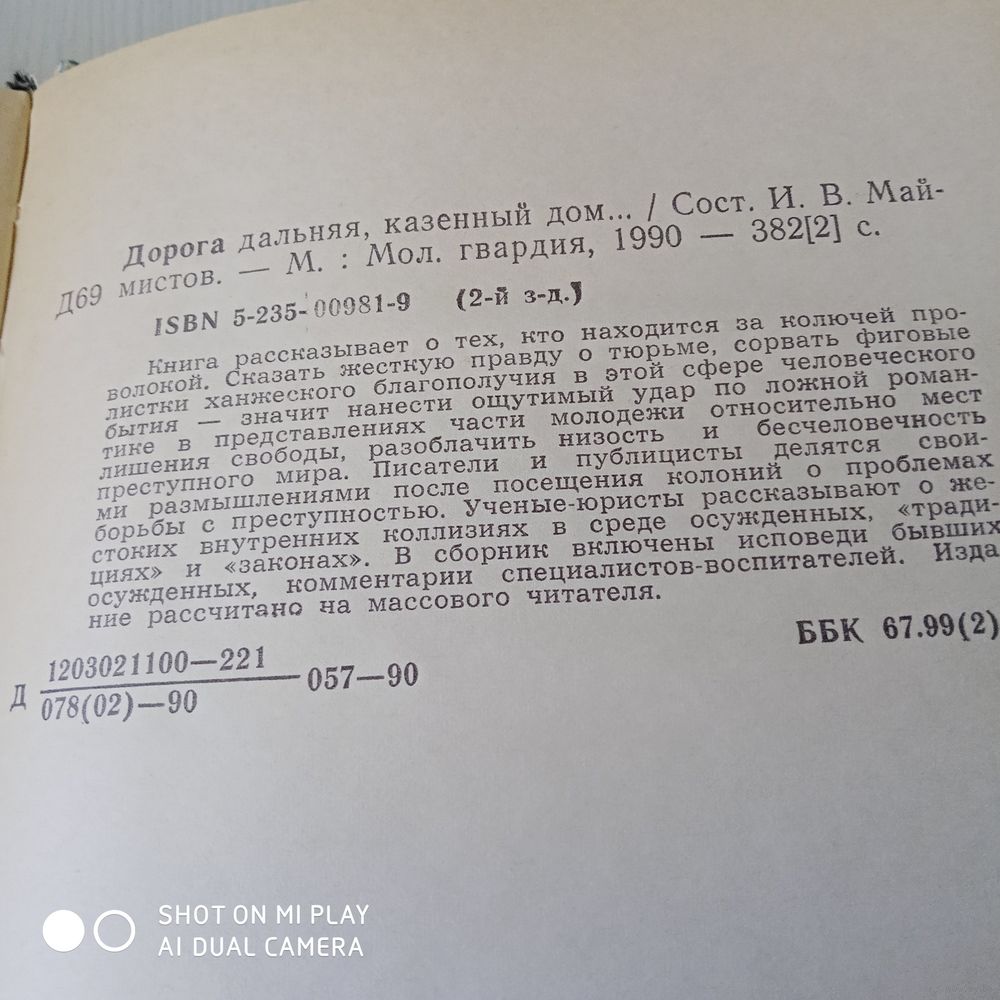 Дорога дальняя, казенный дом... / Сост. И. В. Май-
Д69 мистов. — М. : Мол. гвардия, 1990 — 382[2] с.
ISBN 5-235-00981-9 (2-й з-д.)
Книга рассказывает о тех, кто находится за колючей про-
волокой. Сказать жесткую правду о тюрьме, сорвать фиговые
листки ханжеского благополучия в этой сфере человеческого
бытия — значит нанести ощутимый удар по ложной роман-
тике в представлениях части молодежи относительно мест
лишения свободы, разоблачить низость и бесчеловечность
преступного мира. Писатели и публицисты делятся свои-
ми размышлениями после посещения колоний о проблемах
борьбы с преступностью. Ученые-юристы рассказывают о же-
стоких внутренних коллизиях в среде осужденных, «тради-
циях» и «законах». В сборник включены исповеди бывших
осужденных, комментарии специалистов-воспитателей. Изда
ние рассчитано на массового читателя.
Д 1203021100—221
078(02)—90 057—90
ББК 67.99(2)
SHOT ON MI PLAY
AI DUAL CAMERA